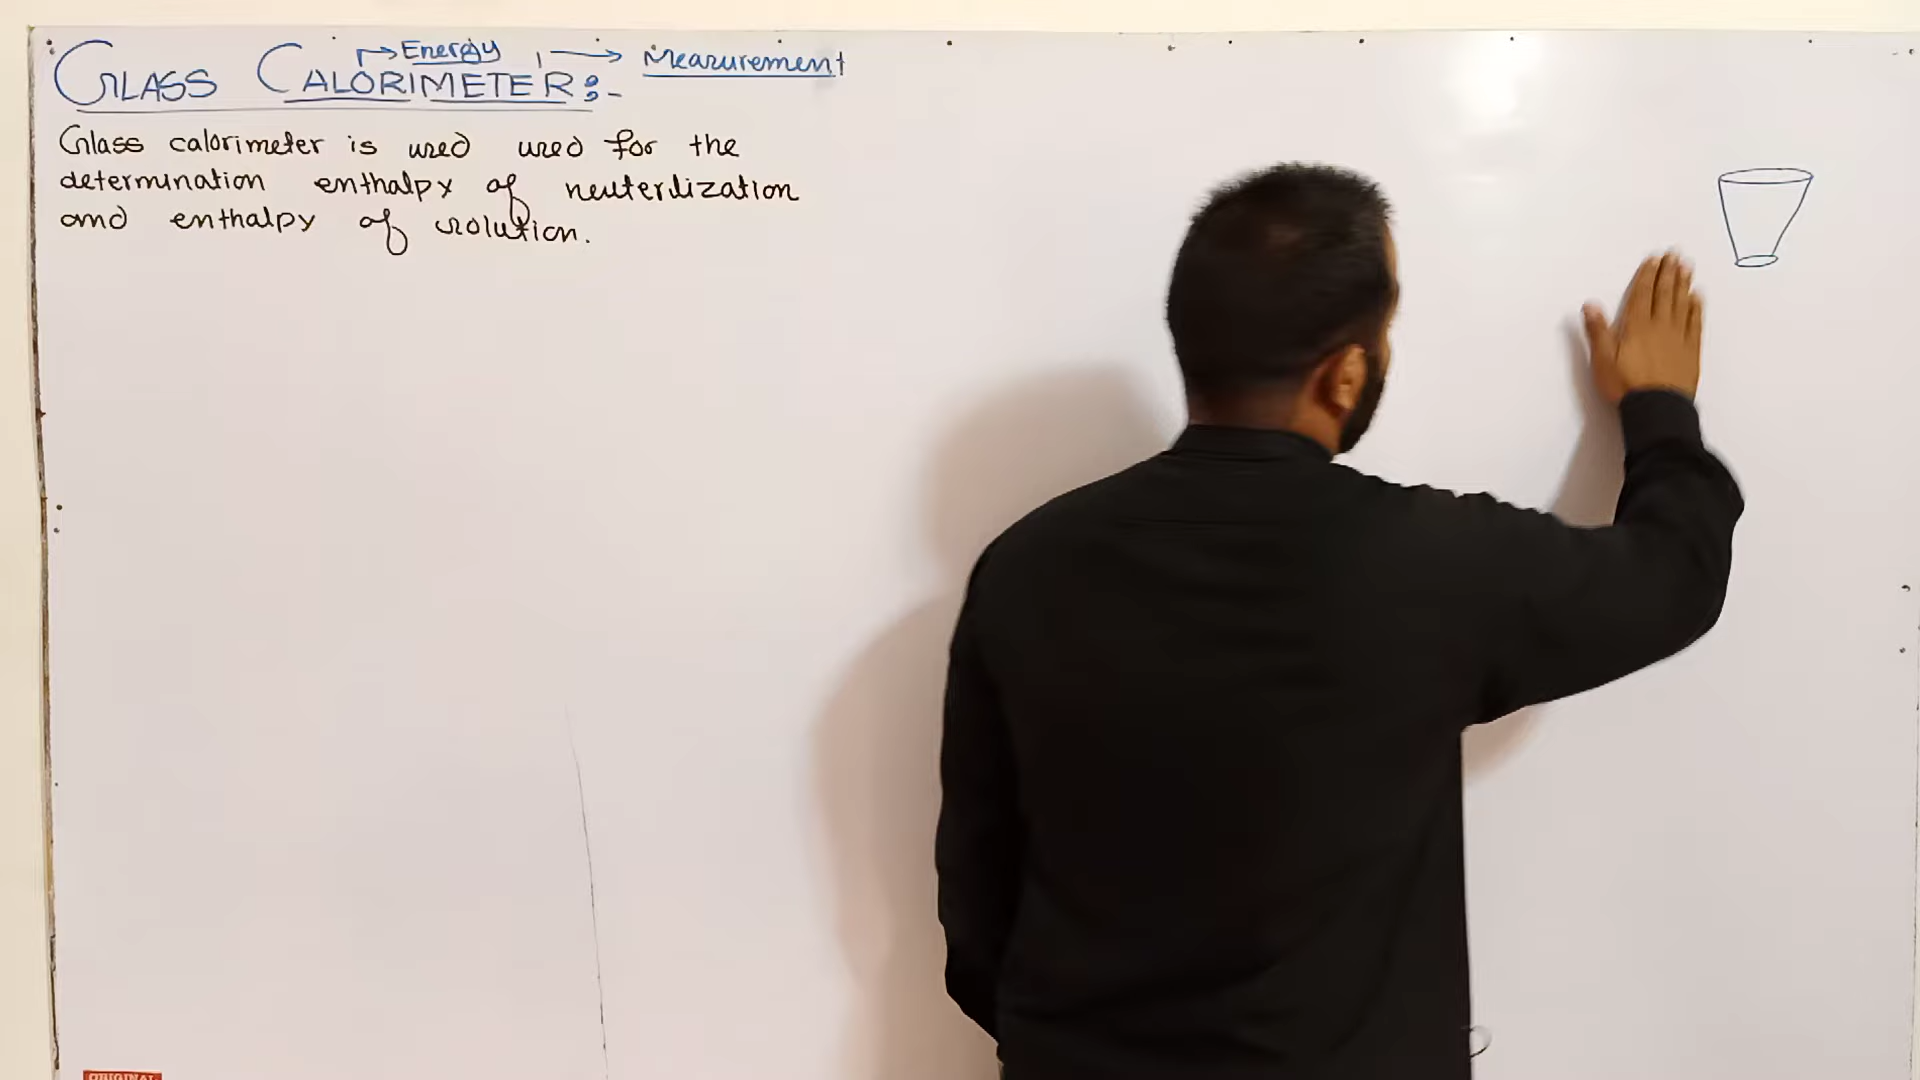 Energy → Measurement
GLASS CALORIMETER :-
Glass calorimeter is used used for the
determination enthalpy of neuterlization
and enthalpy of solution.
ORIGINAL